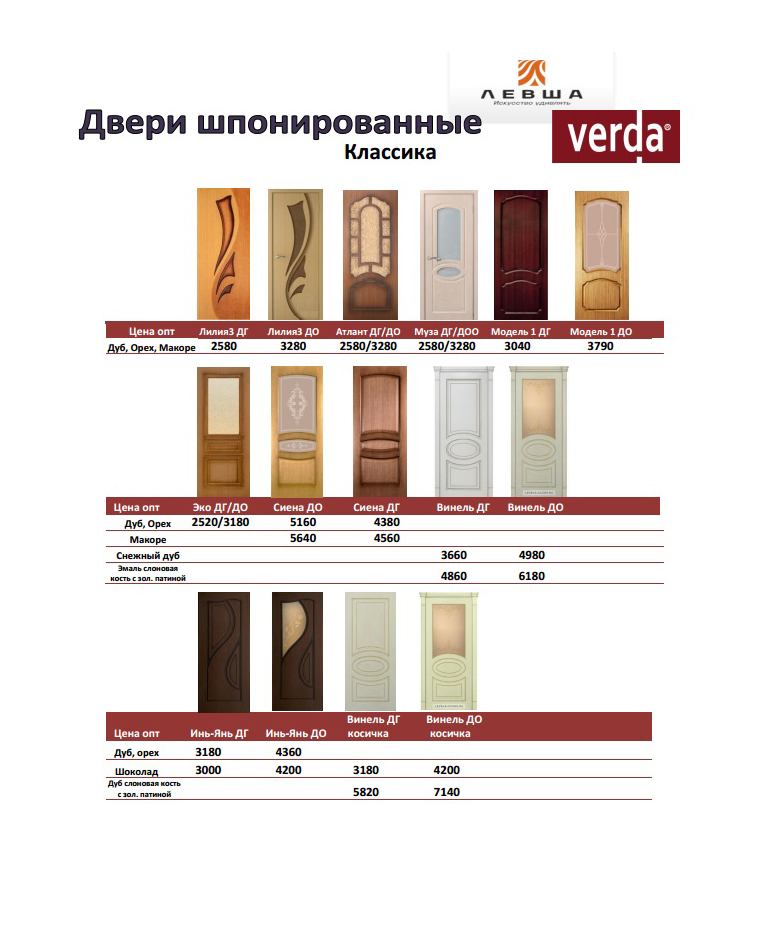 ЛЕВША
Искусство удивлять
Двери шпонированные
verda®
Классика
Цена опт Лилия3 ДГ Лилия3 ДО Атлант ДГ/ДО Муза ДГ/ДОО Модель 1 ДГ Модель 1 ДО
Дуб, Орех, Макоре 2580 3280 2580/3280 2580/3280 3040 3790
Цена опт Эко ДГ/ДО Сиена ДО Сиена ДГ Винель ДГ Винель ДО
Дуб, Орех 2520/3180 5160 4380
Макоре 5640 4560
Снежный дуб 3660 4980
Эмаль слоновая
кость с зол. патиной 4860 6180
Винель ДГ Винель ДО
Цена опт Инь-Янь ДГ Инь-Янь ДО косичка косичка
Дуб, орех 3180 4360
Шоколад 3000 4200 3180 4200
Дуб слоновая кость
с зол. патиной 5820 7140